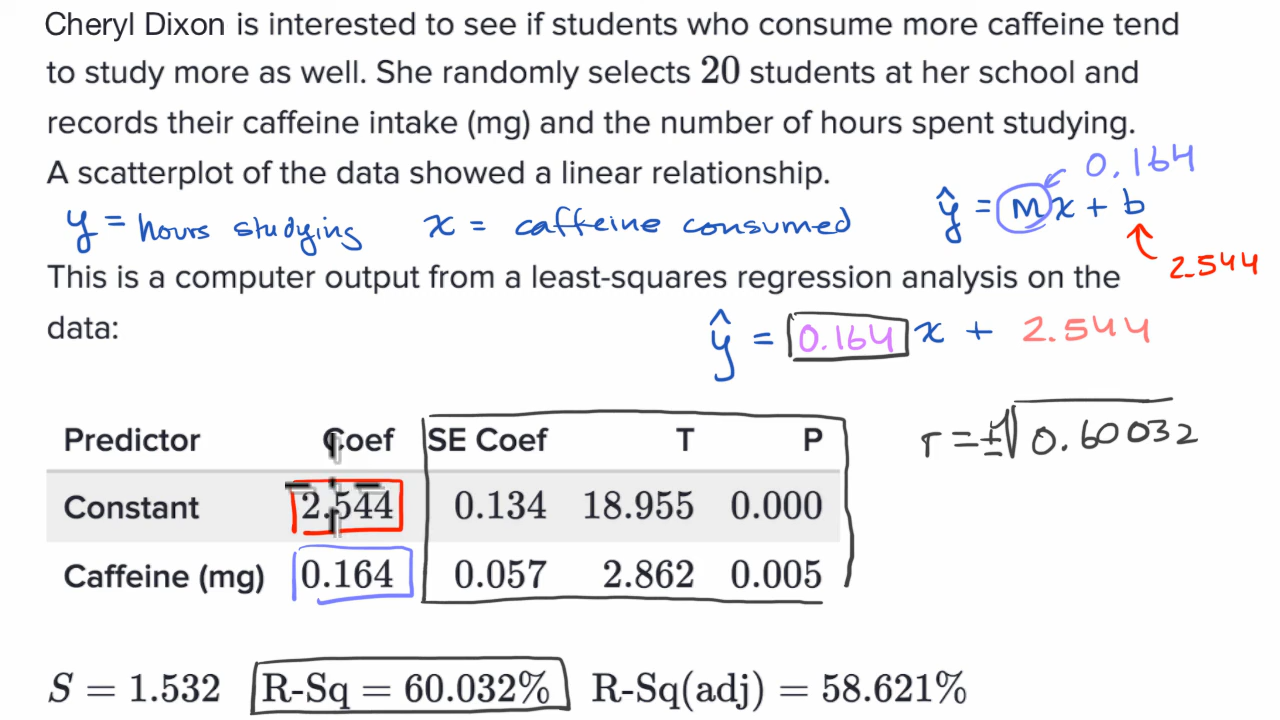 Cheryl Dixon is interested to see if students who consume more caffeine tend
to study more as well. She randomly selects 20 students at her school and
records their caffeine intake (mg) and the number of hours spent studying.
A scatterplot of the data showed a linear relationship.
0.164
y = hours studying x = caffeine consumed ŷ = mx + b
2.544
This is a computer output from a least-squares regression analysis on the
data:
ŷ = 0.164 x + 2.544
Predictor Coef SE Coef T P
r = ±√0.60032
Constant 2.544 0.134 18.955 0.000
Caffeine (mg) 0.164 0.057 2.862 0.005
S = 1.532 R-Sq = 60.032% R-Sq(adj) = 58.621%